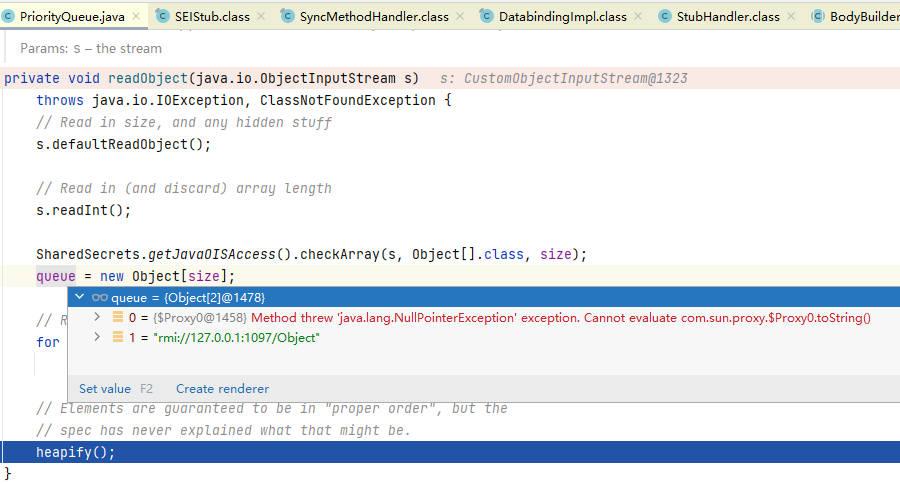 PriorityQueue.java × SEIStub.class × SyncMethodHandler.class × DatabindingImpl.class × StubHandler.class × BodyBuilder
Params: s – the stream
private void readObject(java.io.ObjectInputStream s) s: CustomObjectInputStream@1323
throws java.io.IOException, ClassNotFoundException {
// Read in size, and any hidden stuff
s.defaultReadObject();
// Read in (and discard) array length
s.readInt();
SharedSecrets.getJavaOISAccess().checkArray(s, Object[].class, size);
queue = new Object[size];
queue = {Object[2]@1478}
0 = {$Proxy0@1458} Method threw 'java.lang.NullPointerException' exception. Cannot evaluate com.sun.proxy.$Proxy0.toString()
// R
1 = "rmi://127.0.0.1:1097/Object"
for
Set value F2 Create renderer
// Elements are guaranteed to be in "proper order", but the
// spec has never explained what that might be.
heapify();
}